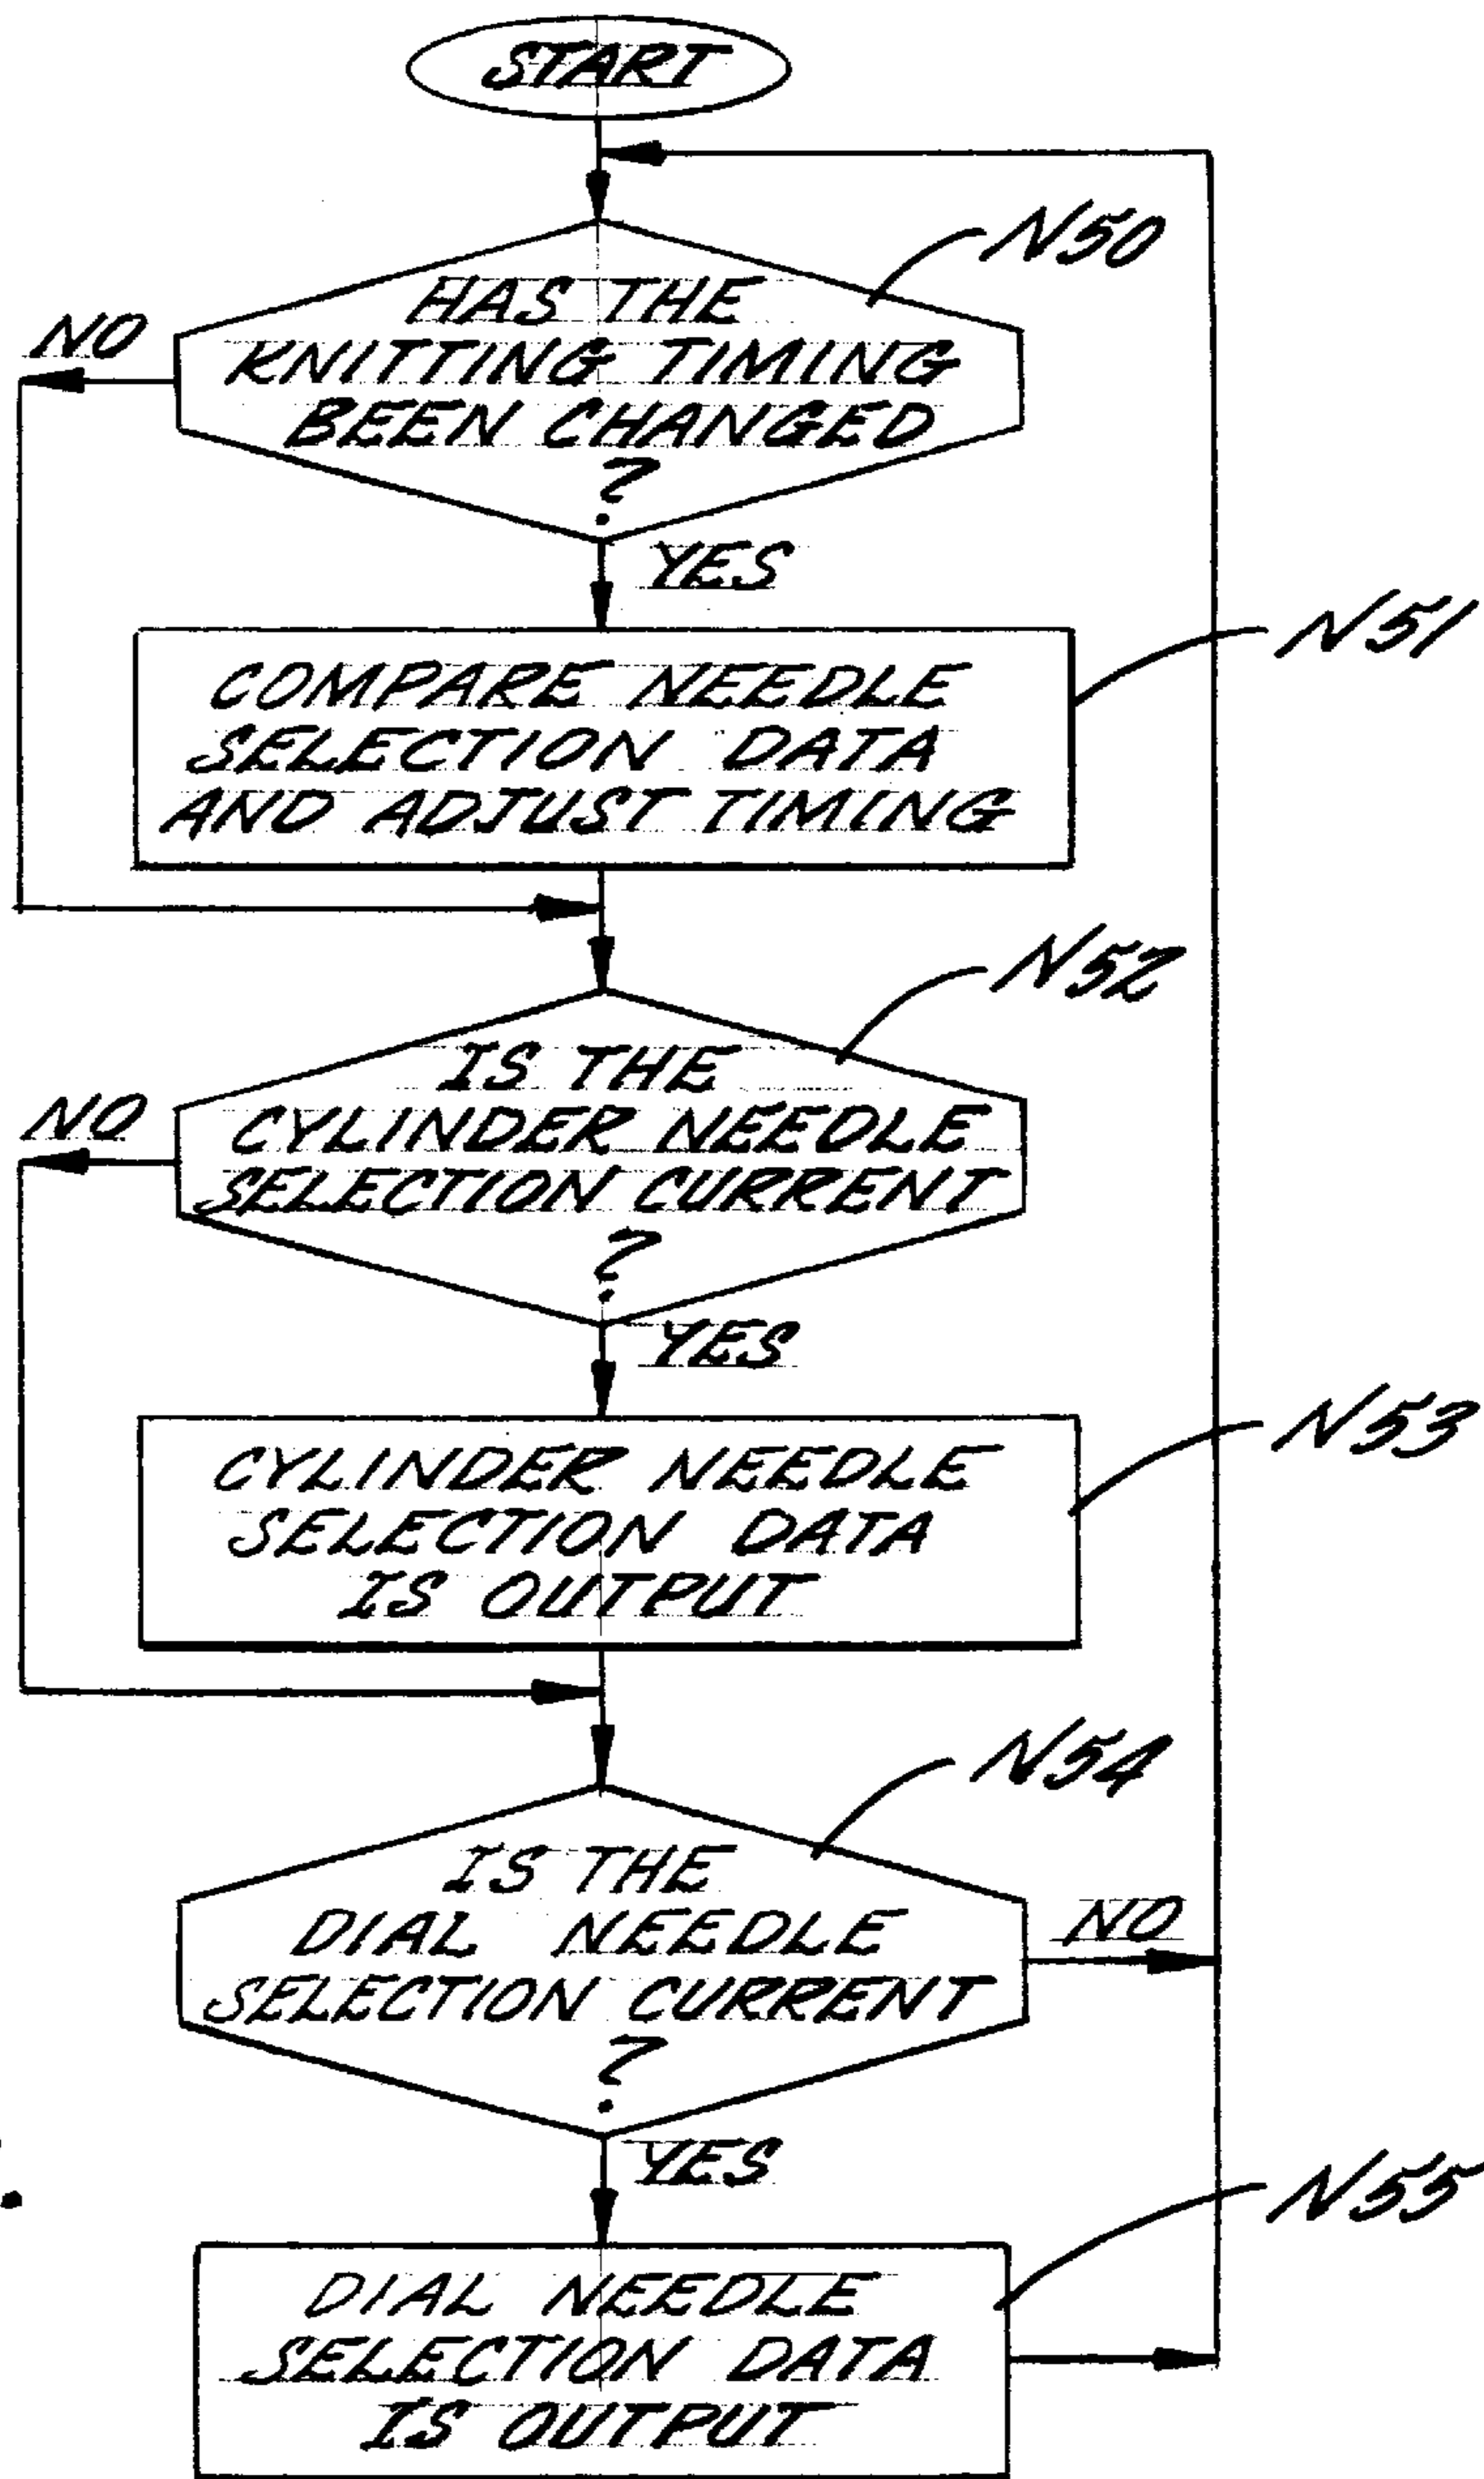 START
N50
HAS THE
KNITTING TIMING
BEEN CHANGED
?
NO
YES
N51
COMPARE NEEDLE
SELECTION DATA
AND ADJUST TIMING
N52
IS THE
CYLINDER NEEDLE
SELECTION CURRENT
?
NO
YES
N53
CYLINDER NEEDLE
SELECTION DATA
IS OUTPUT
N54
IS THE
DIAL NEEDLE
SELECTION CURRENT
?
NO
YES
N55
DIAL NEEDLE
SELECTION DATA
IS OUTPUT